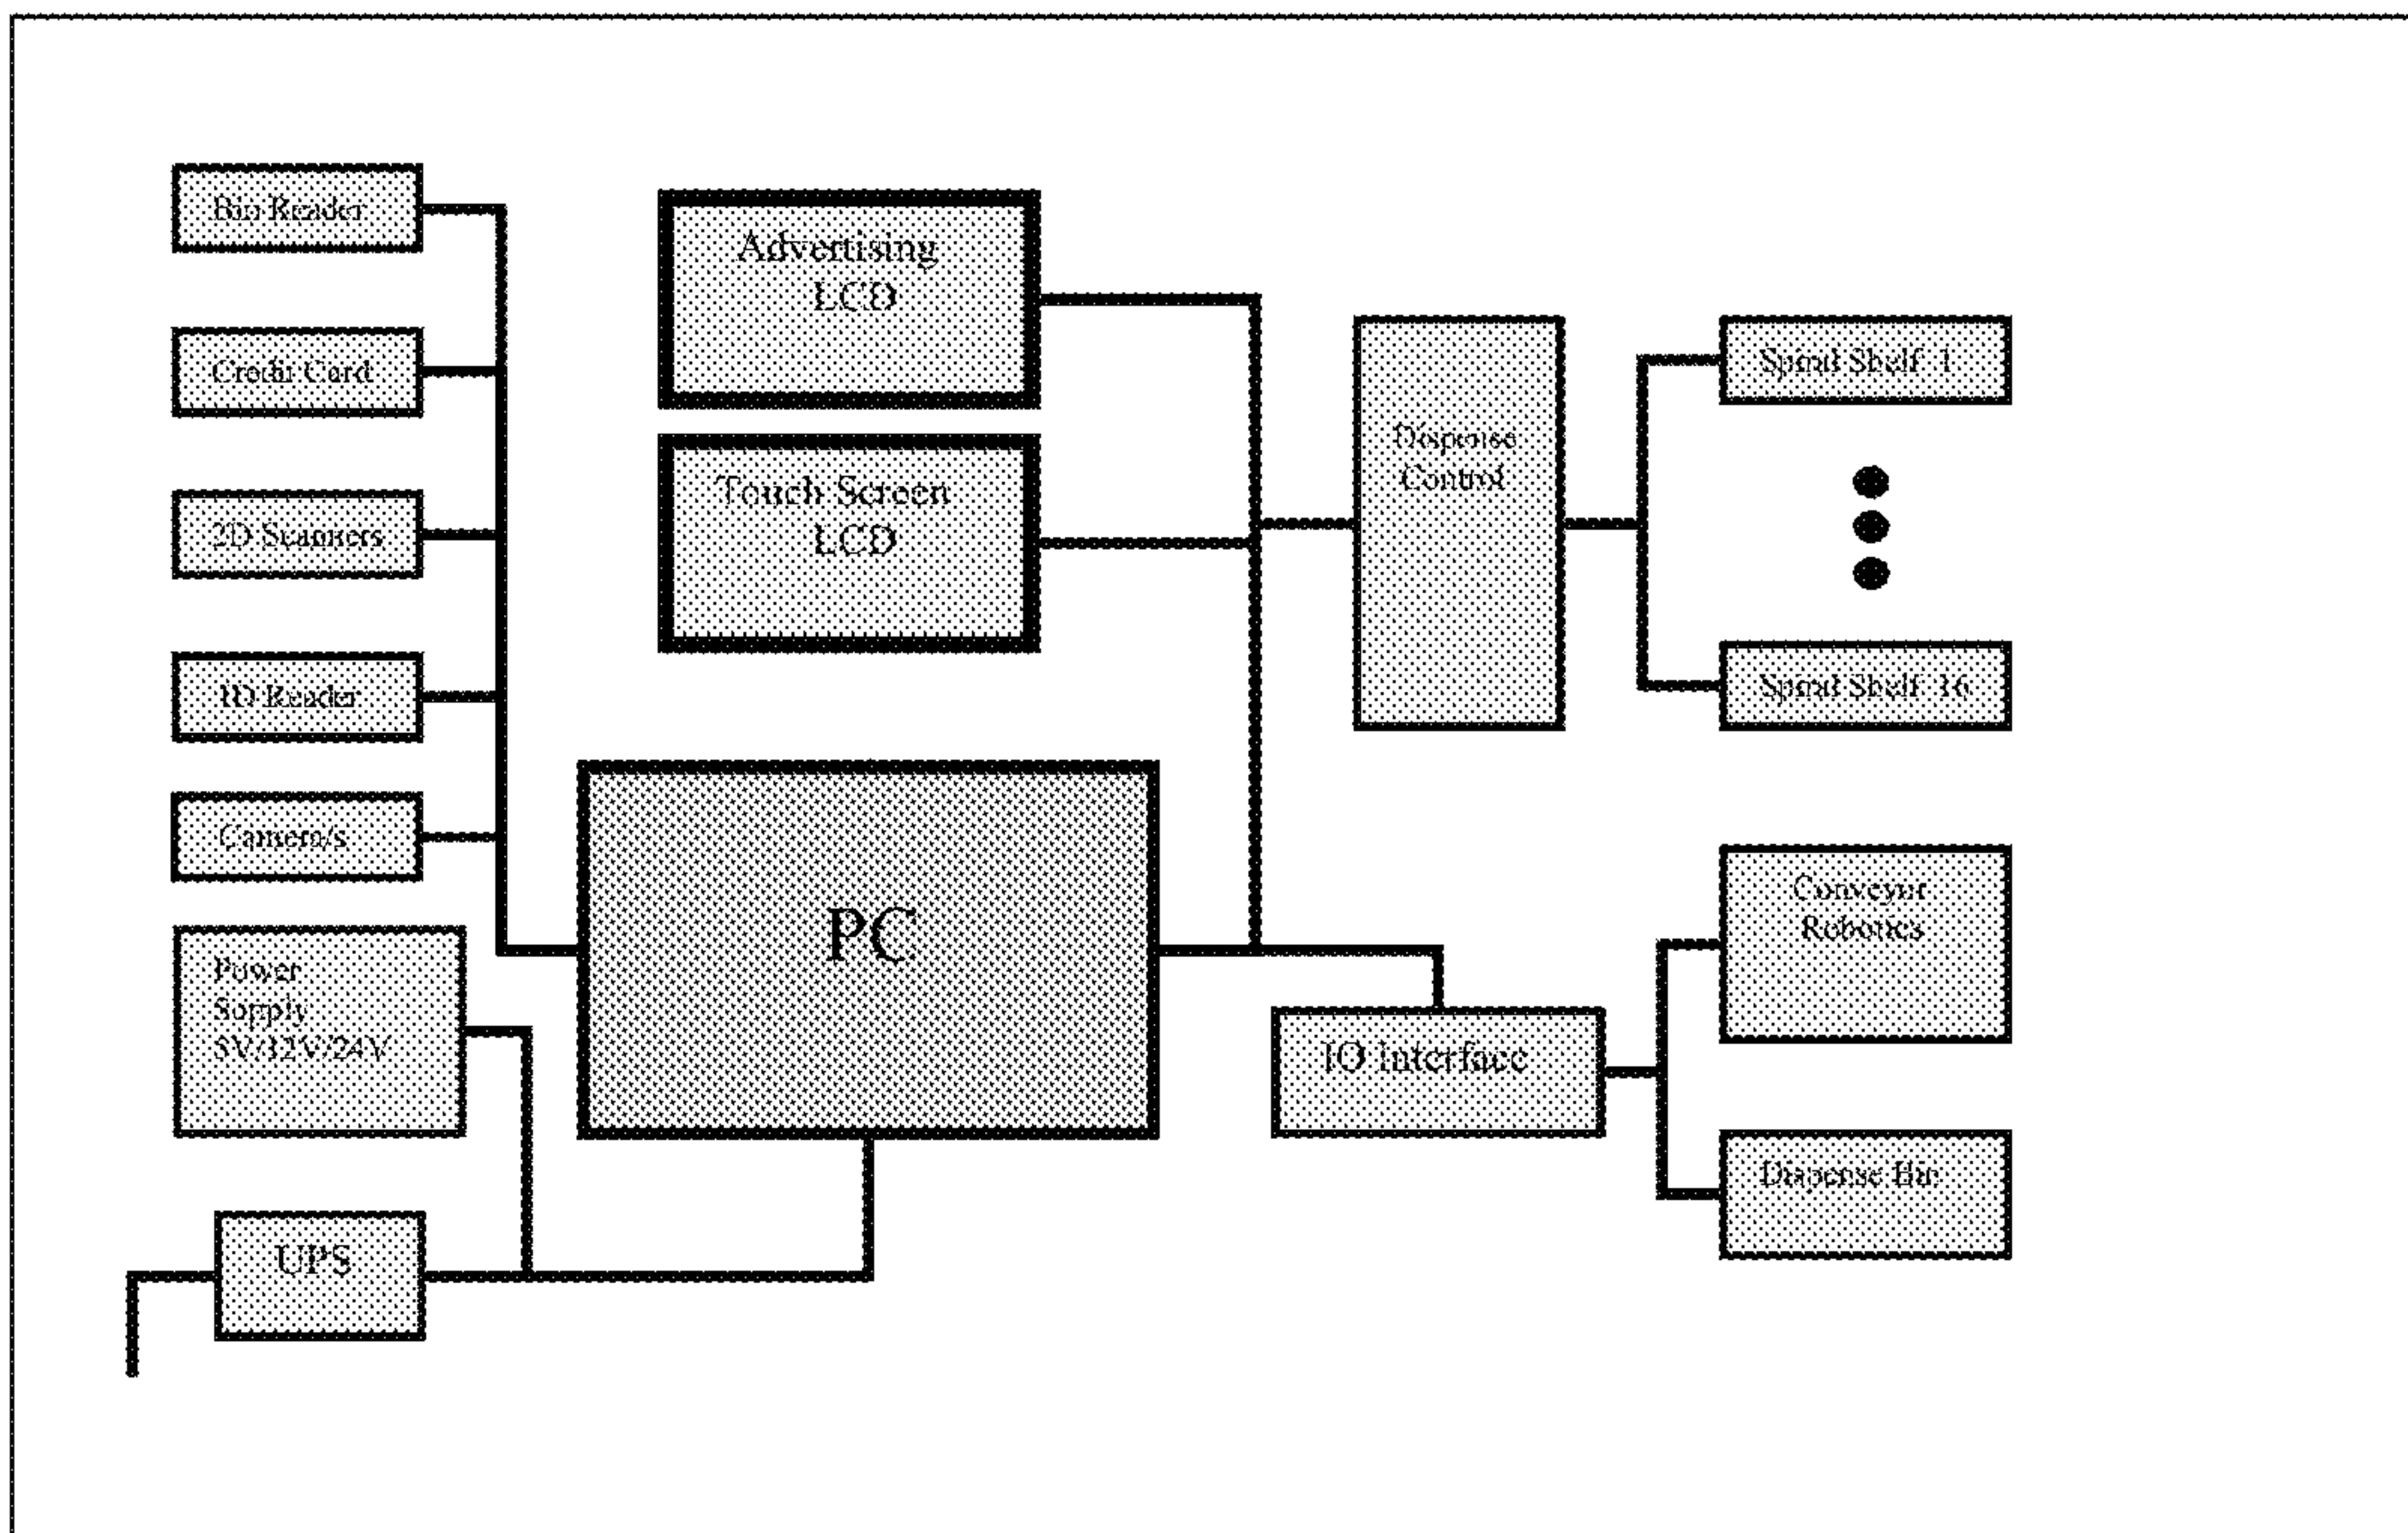 Bio Reader
Credit Card
2D Scanners
ID Reader
Camera/s
Power
Supply
5V/12V/24V
UPS
Advertising
LCD
Touch Screen
LCD
PC
Dispense
Control
Spiral Shelf 1
Spiral Shelf 16
IO Interface
Conveyor
Robotics
Dispense Bin